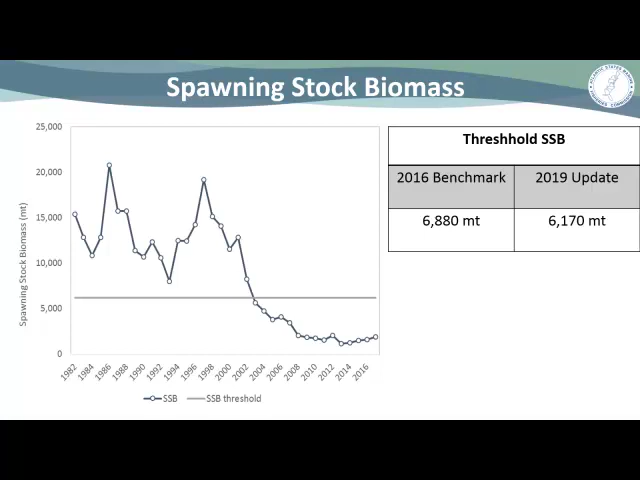 Spawning Stock Biomass
Threshhold SSB
2016 Benchmark 2019 Update
6,880 mt 6,170 mt
Spawning Stock Biomass (mt)
25,000
20,000
15,000
10,000
5,000
0
1982 1984 1986 1988 1990 1992 1994 1996 1998 2000 2002 2004 2006 2008 2010 2012 2014 2016
SSB SSB threshold